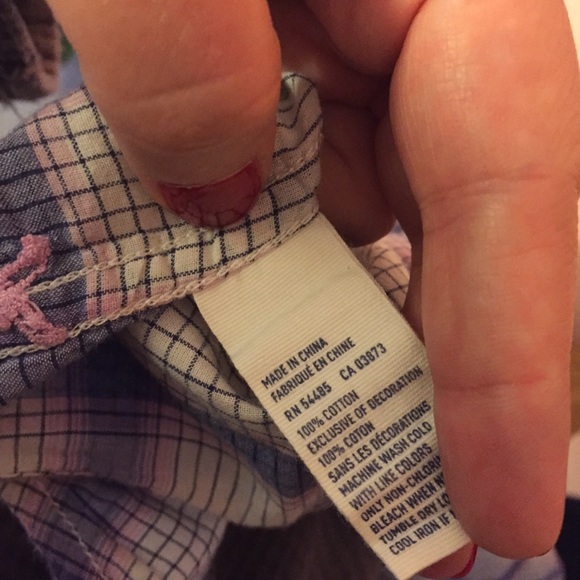 MADE IN CHINA
FABRIQUÉ EN CHINE
RN 54485 CA 03873
100% COTTON
EXCLUSIVE OF DECORATION
100% COTON
SANS LES DÉCORATIONS
MACHINE WASH COLD
WITH LIKE COLORS
ONLY NON-CHLORIN
BLEACH WHEN N
TUMBLE DRY LO
COOL IRON IF